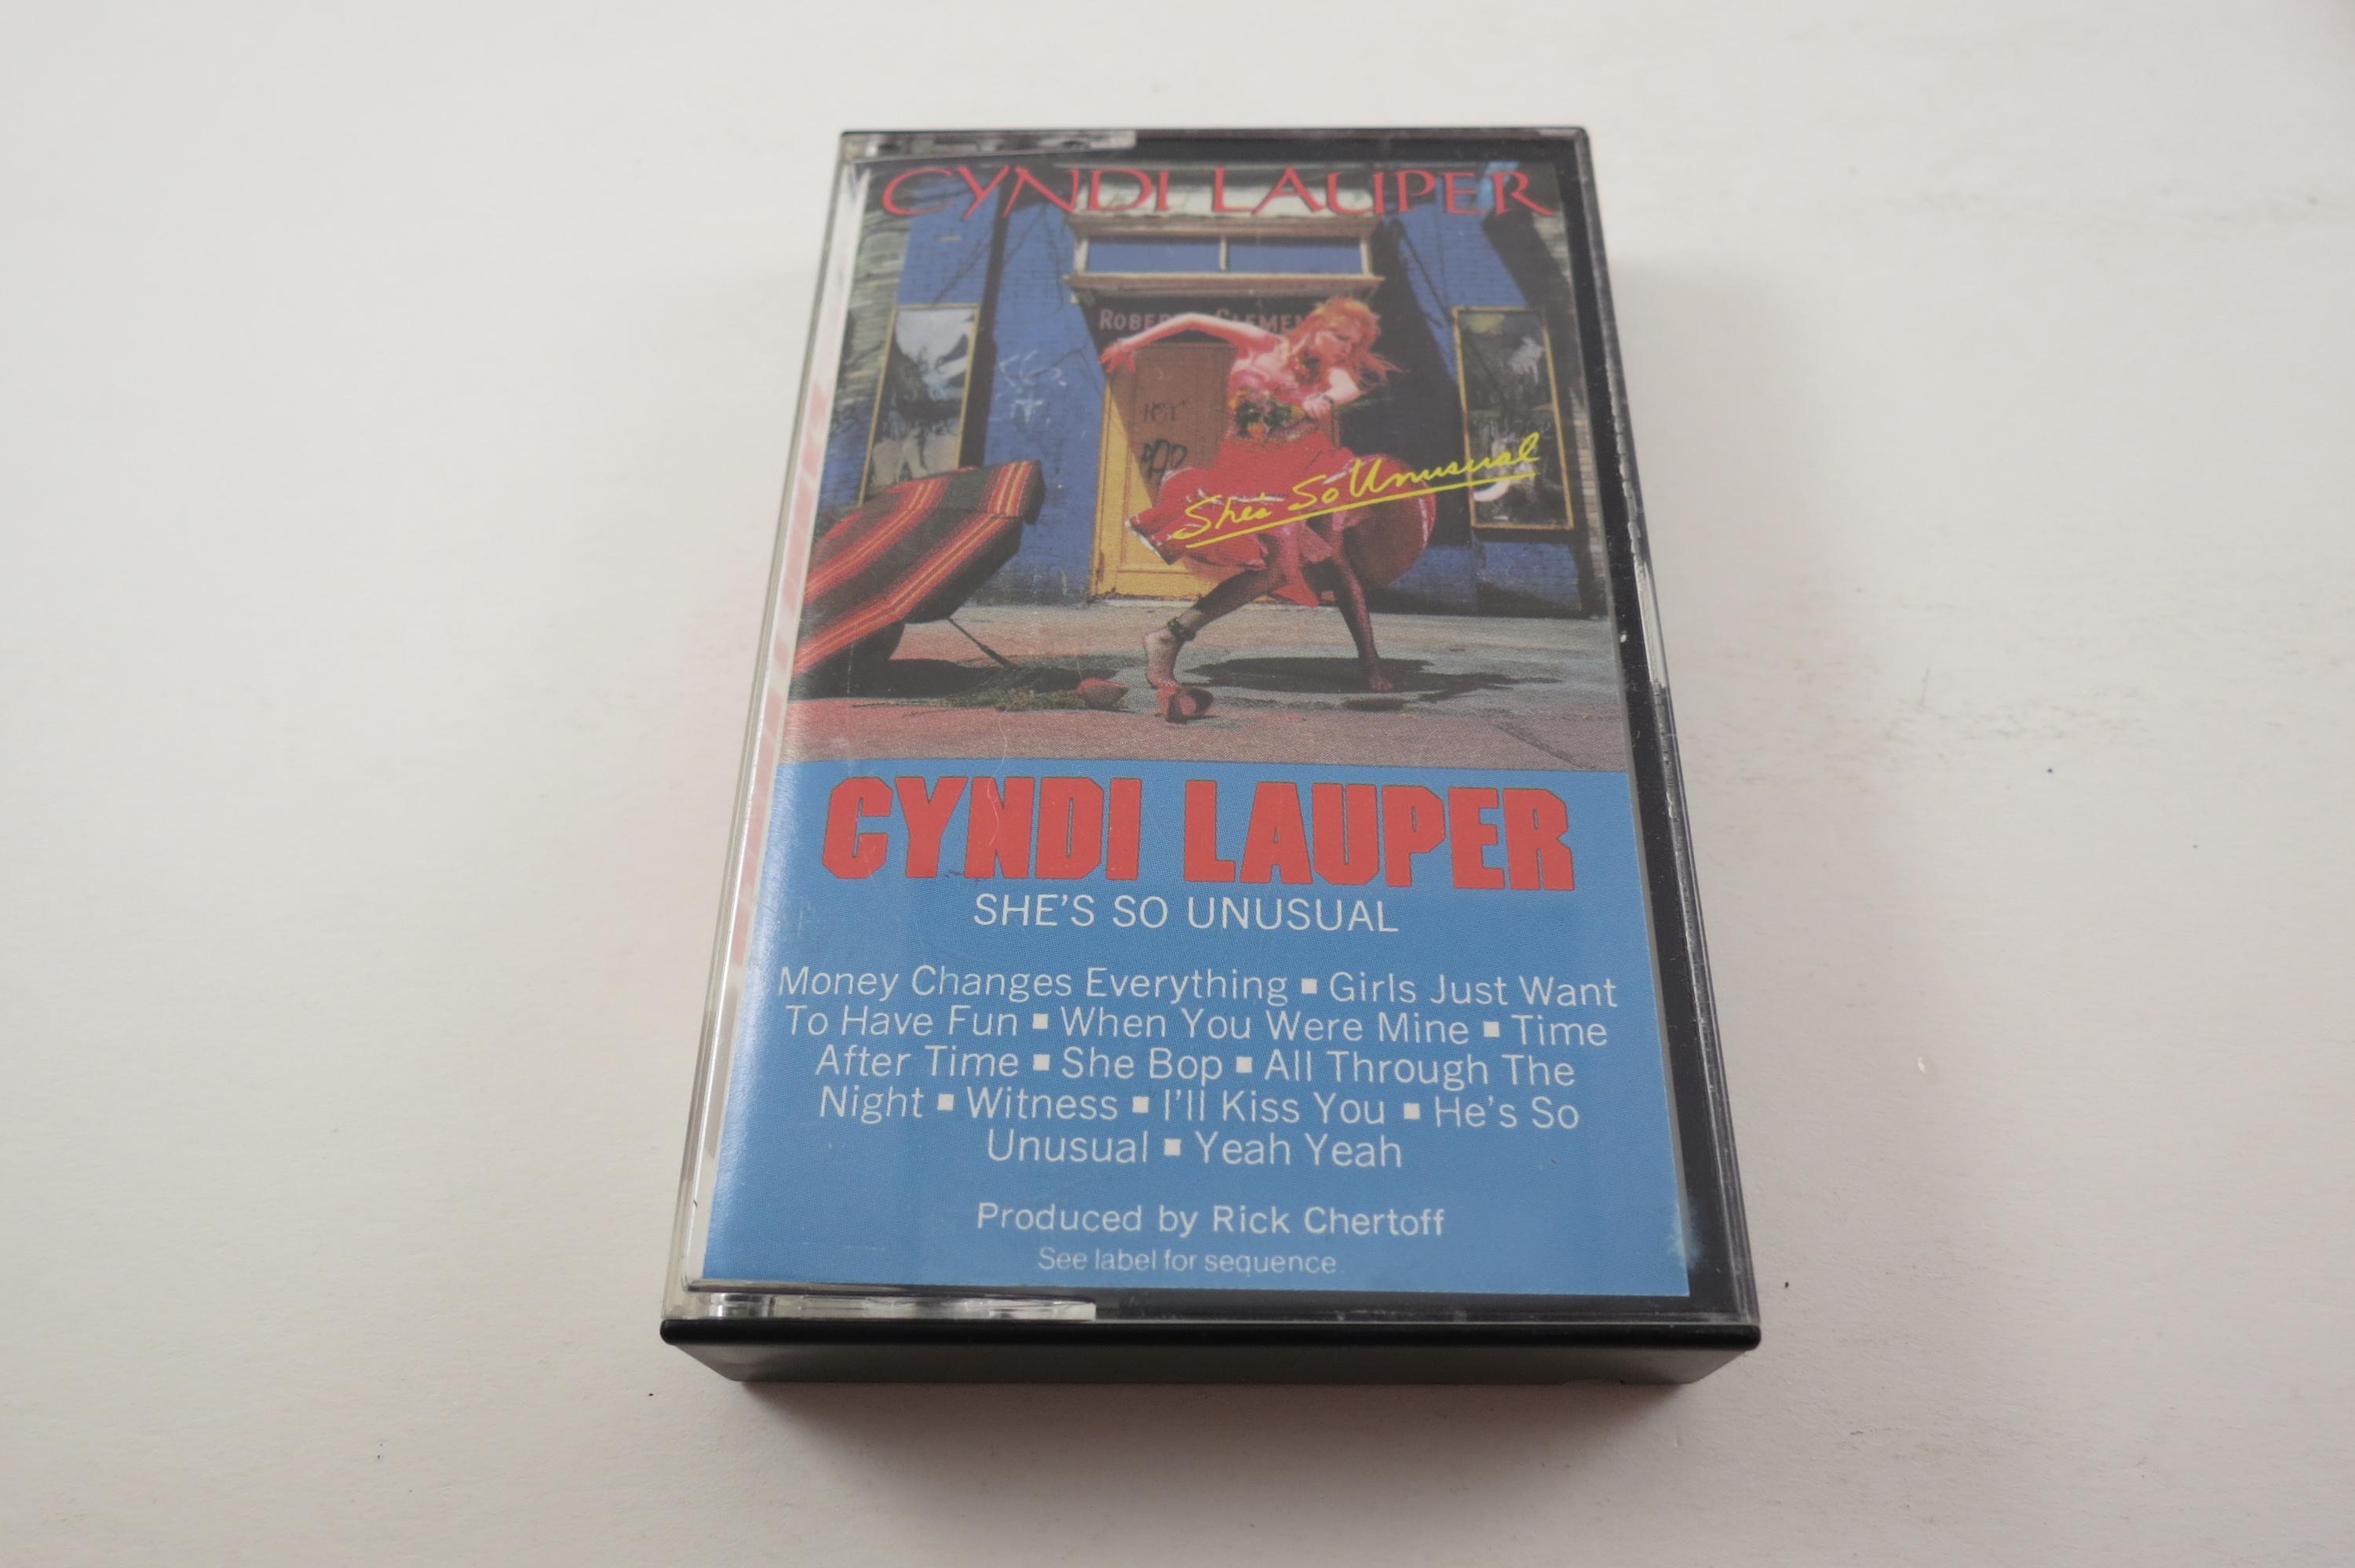 CYNDI LAUPER
She's So Unusual
CYNDI LAUPER
SHE'S SO UNUSUAL
Money Changes Everything ▪ Girls Just Want
To Have Fun ▪ When You Were Mine ▪ Time
After Time ▪ She Bop ▪ All Through The
Night ▪ Witness ▪ I'll Kiss You ▪ He's So
Unusual ▪ Yeah Yeah
Produced by Rick Chertoff
See label for sequence.